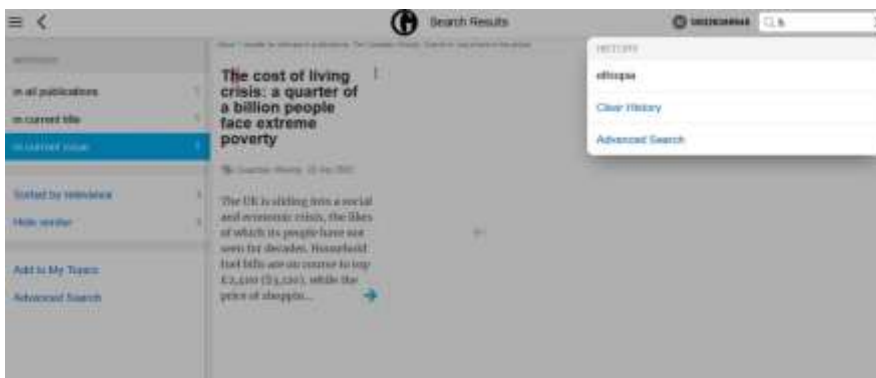 Search Results
HISTORY
ethiopia
Clear History
Advanced Search
in all publications
in current title
in current issue
Sorted by relevance
Add to My Topics
Advanced Search
The cost of living
crisis: a quarter of
a billion people
face extreme
poverty
The UK is sliding into a social
and economic crisis, the likes
of which its people have not
seen for decades. Household
fuel bills are on course to top
while the
price of shoppin...